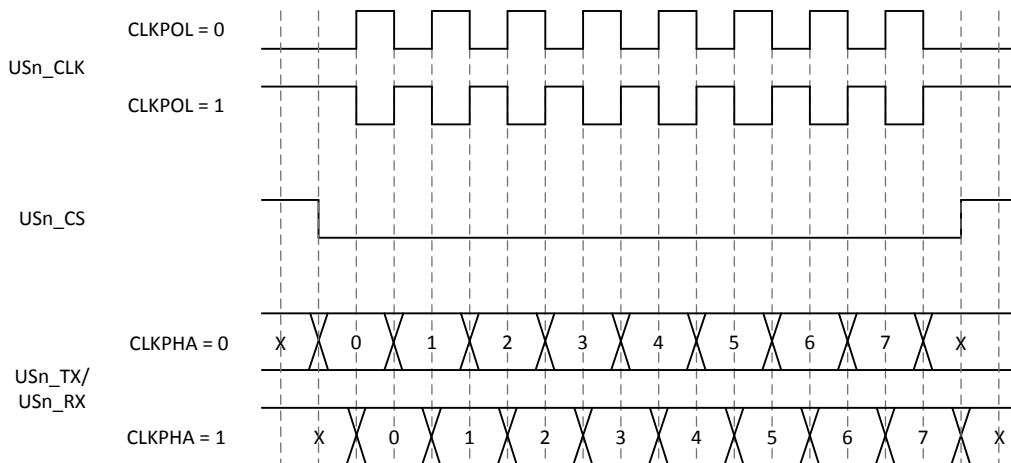 CLKPOL = 0
USn_CLK
CLKPOL = 1
USn_CS
CLKPHA = 0
X 0 1 2 3 4 5 6 7 X
USn_TX/
USn_RX
CLKPHA = 1
X 0 1 2 3 4 5 6 7 X